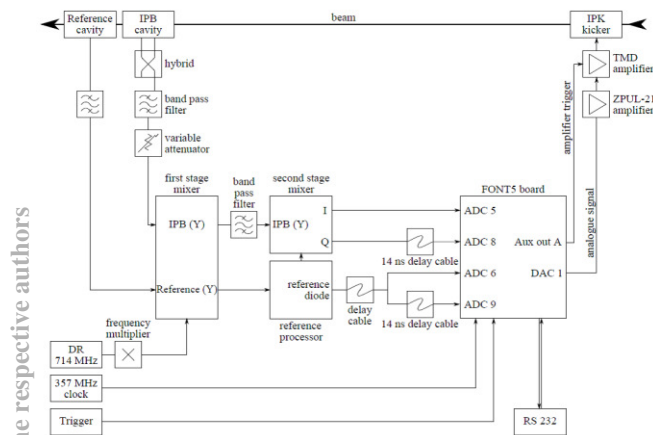 Reference
cavity
IPB
cavity
beam
IPK
kicker
hybrid
TMD
amplifier
band pass
filter
ZPUL-21
amplifier
variable
attenuator
amplifier trigger
analogue signal
first stage
mixer
band
pass
filter
second stage
mixer
FONT5 board
IPB (Y)
IPB (Y)
I
Q
ADC 5
ADC 8
14 ns delay cable
Aux out A
Reference (Y)
reference
diode
reference
processor
delay
cable
14 ns delay cable
ADC 6
ADC 9
DAC 1
frequency
multiplier
DR
714 MHz
357 MHz
clock
Trigger
RS 232
he respective authors